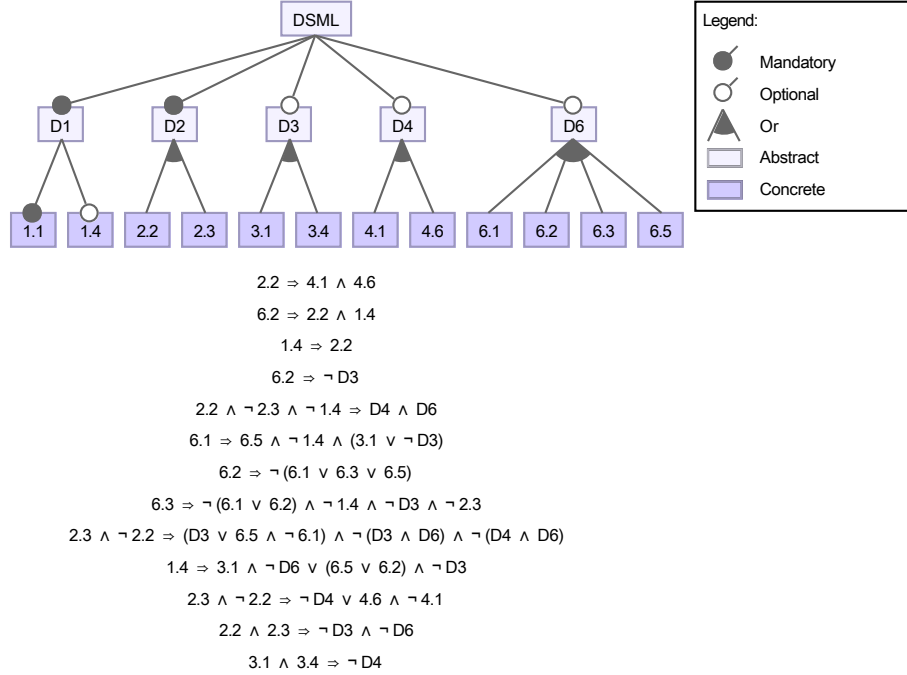 DSML
Legend:
Mandatory
Optional
Or
Abstract
Concrete
D1 D2 D3 D4 D6
1.1 1.4 2.2 2.3 3.1 3.4 4.1 4.6 6.1 6.2 6.3 6.5
2.2 ⇒ 4.1 ∧ 4.6
6.2 ⇒ 2.2 ∧ 1.4
1.4 ⇒ 2.2
6.2 ⇒ ¬ D3
2.2 ∧ ¬ 2.3 ∧ ¬ 1.4 ⇒ D4 ∧ D6
6.1 ⇒ 6.5 ∧ ¬ 1.4 ∧ (3.1 ∨ ¬ D3)
6.2 ⇒ ¬ (6.1 ∨ 6.3 ∨ 6.5)
6.3 ⇒ ¬ (6.1 ∨ 6.2) ∧ ¬ 1.4 ∧ ¬ D3 ∧ ¬ 2.3
2.3 ∧ ¬ 2.2 ⇒ (D3 ∨ 6.5 ∧ ¬ 6.1) ∧ ¬ (D3 ∧ D6) ∧ ¬ (D4 ∧ D6)
1.4 ⇒ 3.1 ∧ ¬ D6 ∨ (6.5 ∨ 6.2) ∧ ¬ D3
2.3 ∧ ¬ 2.2 ⇒ ¬ D4 ∨ 4.6 ∧ ¬ 4.1
2.2 ∧ 2.3 ⇒ ¬ D3 ∧ ¬ D6
3.1 ∧ 3.4 ⇒ ¬ D4